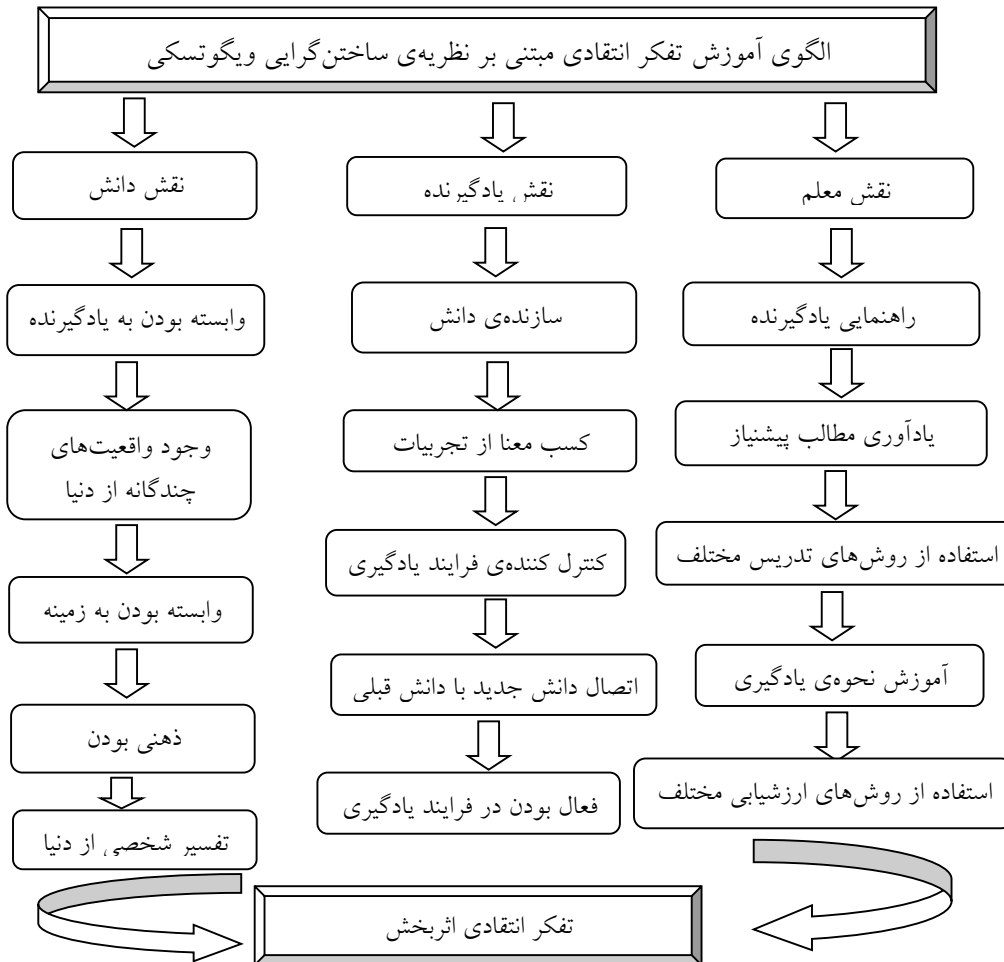 الگوی آموزش تفکر انتقادی مبتنی بر نظریه‌ی ساختن‌گرایی ویگوتسکی
نقش معلم
راهنمایی یادگیرنده
یادآوری مطالب پیشنیاز
استفاده از روش‌های تدریس مختلف
آموزش نحوه‌ی یادگیری
استفاده از روش‌های ارزشیابی مختلف
نقش یادگیرنده
سازنده‌ی دانش
کسب معنا از تجربیات
کنترل کننده‌ی فرایند یادگیری
اتصال دانش جدید با دانش قبلی
فعال بودن در فرایند یادگیری
نقش دانش
وابسته بودن به یادگیرنده
وجود واقعیت‌های
چندگانه از دنیا
وابسته بودن به زمینه
ذهنی بودن
تفسیر شخصی از دنیا
تفکر انتقادی اثربخش